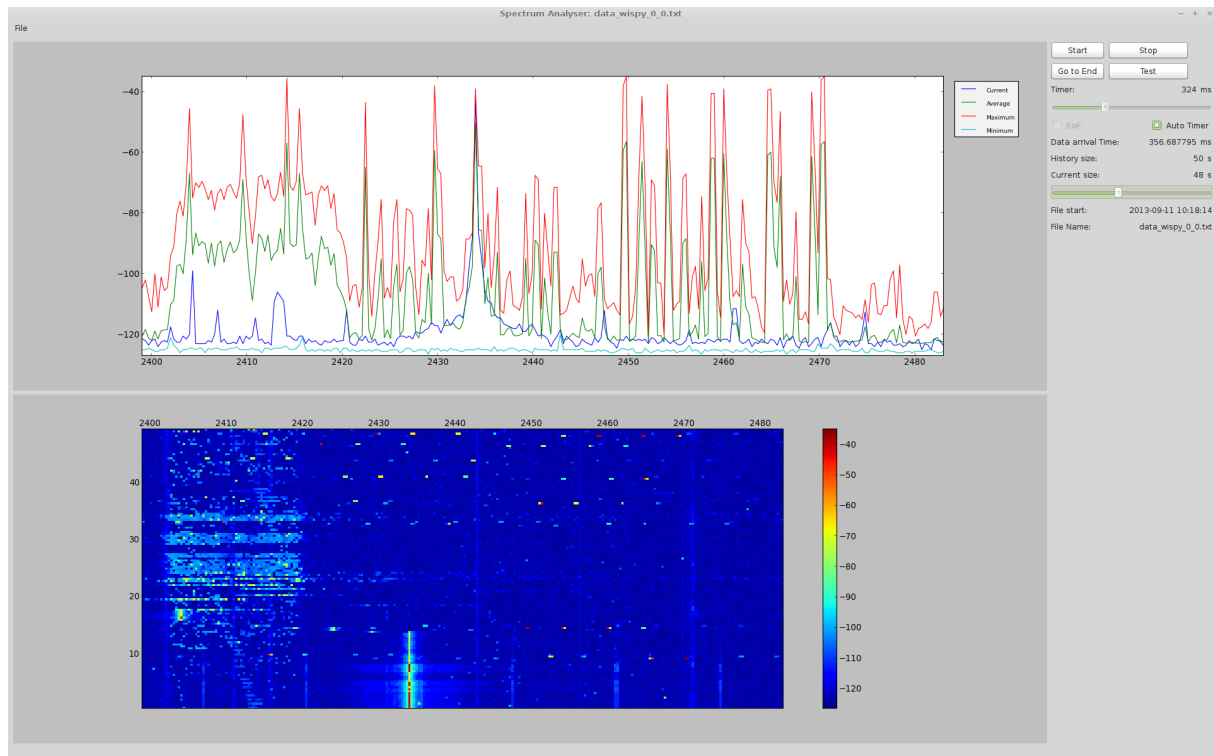 Spectrum Analyser: data_wispy_0_0.txt
− + ×
File
Start Stop
Go to End Test
Timer: 324 ms
EoF Auto Timer
Data arrival Time: 356.687795 ms
History size: 50 s
Current size: 48 s
File start: 2013-09-11 10:18:14
File Name: data_wispy_0_0.txt
Current
Average
Maximum
Minimum
−40
−60
−80
−100
−120
2400 2410 2420 2430 2440 2450 2460 2470 2480
2400 2410 2420 2430 2440 2450 2460 2470 2480
40
30
20
10
−40
−50
−60
−70
−80
−90
−100
−110
−120